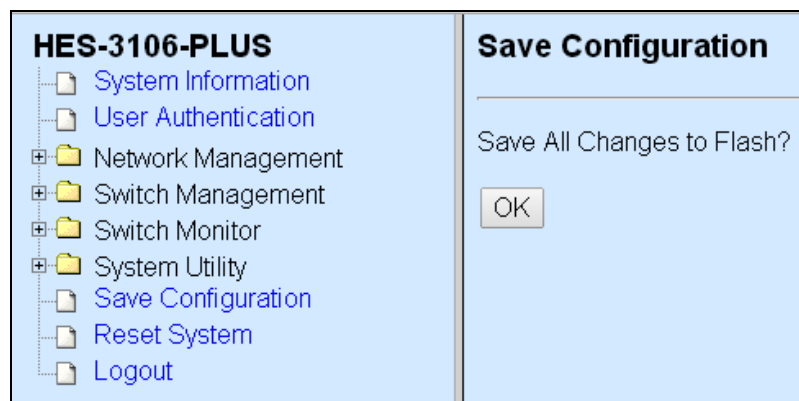 HES-3106-PLUS
System Information
User Authentication
Network Management
Switch Management
Switch Monitor
System Utility
Save Configuration
Reset System
Logout
Save Configuration
Save All Changes to Flash?
OK